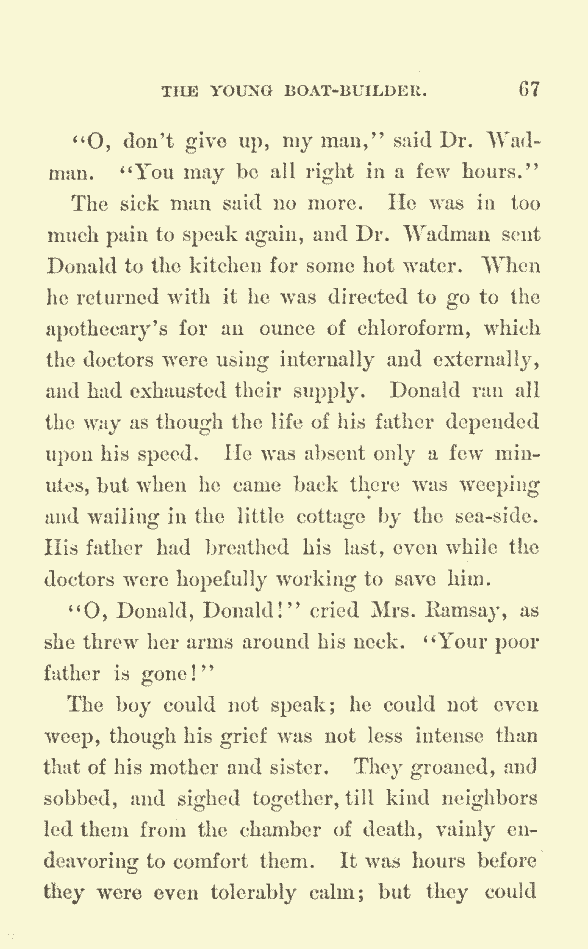 THE YOUNG BOAT-BUILDER. 67
“O, don’t give up, my man,” said Dr. Wad-
man. “You may be all right in a few hours.”
The sick man said no more. He was in too
much pain to speak again, and Dr. Wadman sent
Donald to the kitchen for some hot water. When
he returned with it he was directed to go to the
apothecary’s for an ounce of chloroform, which
the doctors were using internally and externally,
and had exhausted their supply. Donald ran all
the way as though the life of his father depended
upon his speed. He was absent only a few min-
utes, but when he came back there was weeping
and wailing in the little cottage by the sea-side.
His father had breathed his last, even while the
doctors were hopefully working to save him.
“O, Donald, Donald!” cried Mrs. Ramsay, as
she threw her arms around his neck. “Your poor
father is gone!”
The boy could not speak; he could not even
weep, though his grief was not less intense than
that of his mother and sister. They groaned, and
sobbed, and sighed together, till kind neighbors
led them from the chamber of death, vainly en-
deavoring to comfort them. It was hours before
they were even tolerably calm; but they could